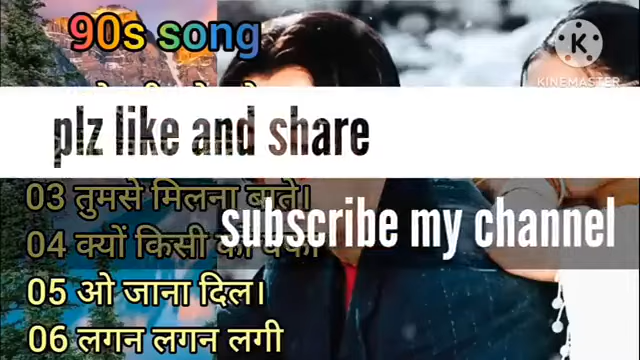 90s song
KINEMASTER
plz like and share
03 तुमसे मिलना बाते।
subscribe my channel
04 क्यों किसी को
05 ओ जाना दिल।
06 लगन लगन लगी